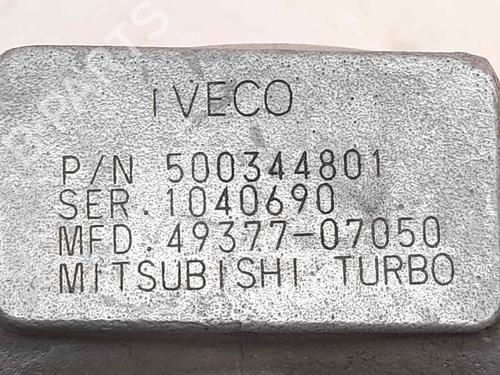 IVECO
P/N 500344801
SER.1040690
MFD.49377-07050
MITSUBISHI TURBO